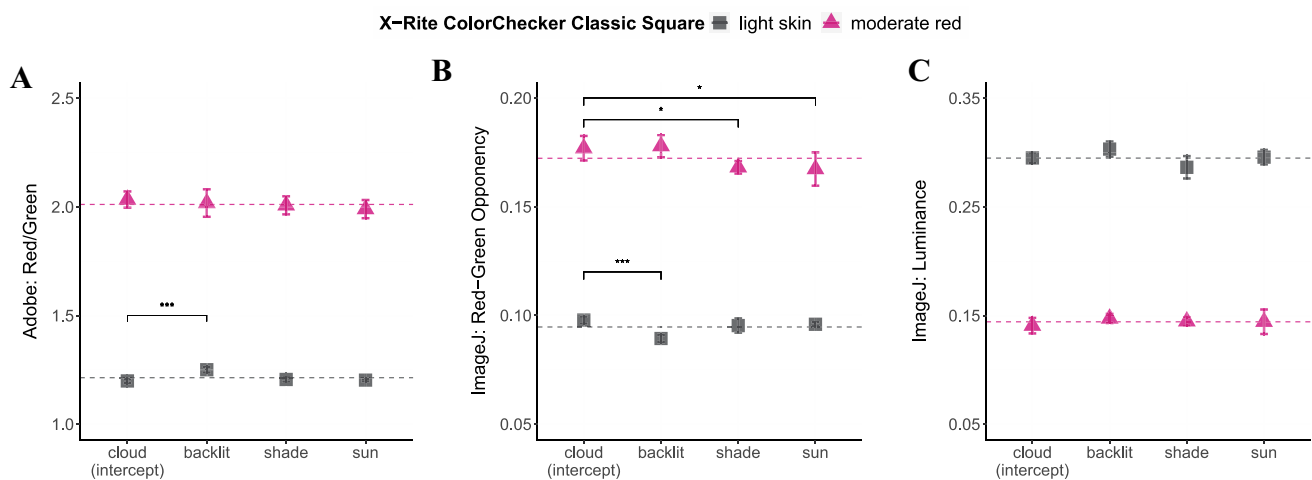 X−Rite ColorChecker Classic Square light skin moderate red
A
Adobe: Red/Green
2.5
2.0
1.5
1.0
***
cloud (intercept)
backlit
shade
sun
B
ImageJ: Red−Green Opponency
0.20
0.15
0.10
0.05
*
*
***
cloud (intercept)
backlit
shade
sun
C
ImageJ: Luminance
0.35
0.25
0.15
0.05
cloud (intercept)
backlit
shade
sun